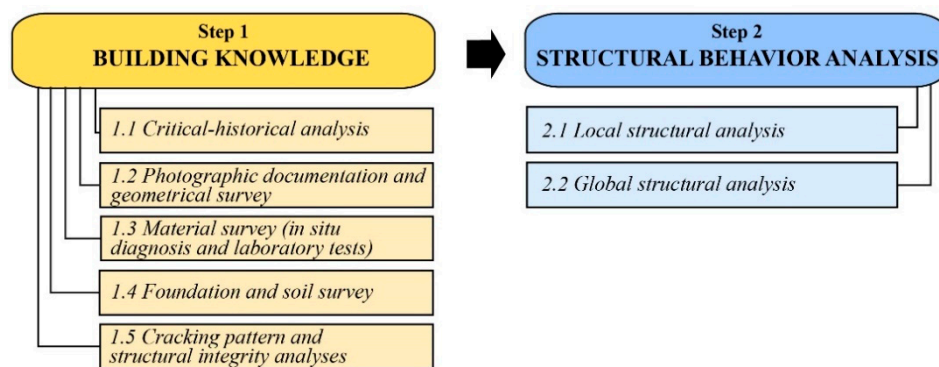 Step 1
BUILDING KNOWLEDGE
1.1 Critical-historical analysis
1.2 Photographic documentation and
geometrical survey
1.3 Material survey (in situ
diagnosis and laboratory tests)
1.4 Foundation and soil survey
1.5 Cracking pattern and
structural integrity analyses
Step 2
STRUCTURAL BEHAVIOR ANALYSIS
2.1 Local structural analysis
2.2 Global structural analysis